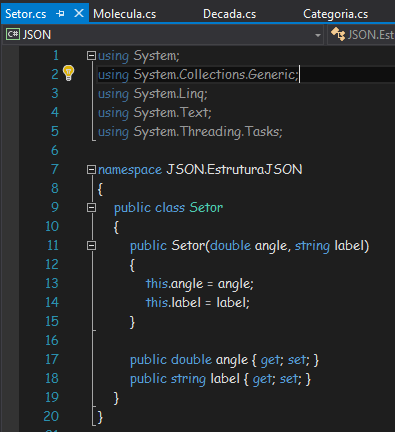 Setor.cs Molecula.cs Decada.cs Categoria.cs
C# JSON JSON.Est
1 using System;
2 using System.Collections.Generic;
3 using System.Linq;
4 using System.Text;
5 using System.Threading.Tasks;
6
7 namespace JSON.EstruturaJSON
8 {
9 public class Setor
10 {
11 public Setor(double angle, string label)
12 {
13 this.angle = angle;
14 this.label = label;
15 }
16
17 public double angle { get; set; }
18 public string label { get; set; }
19 }
20 }